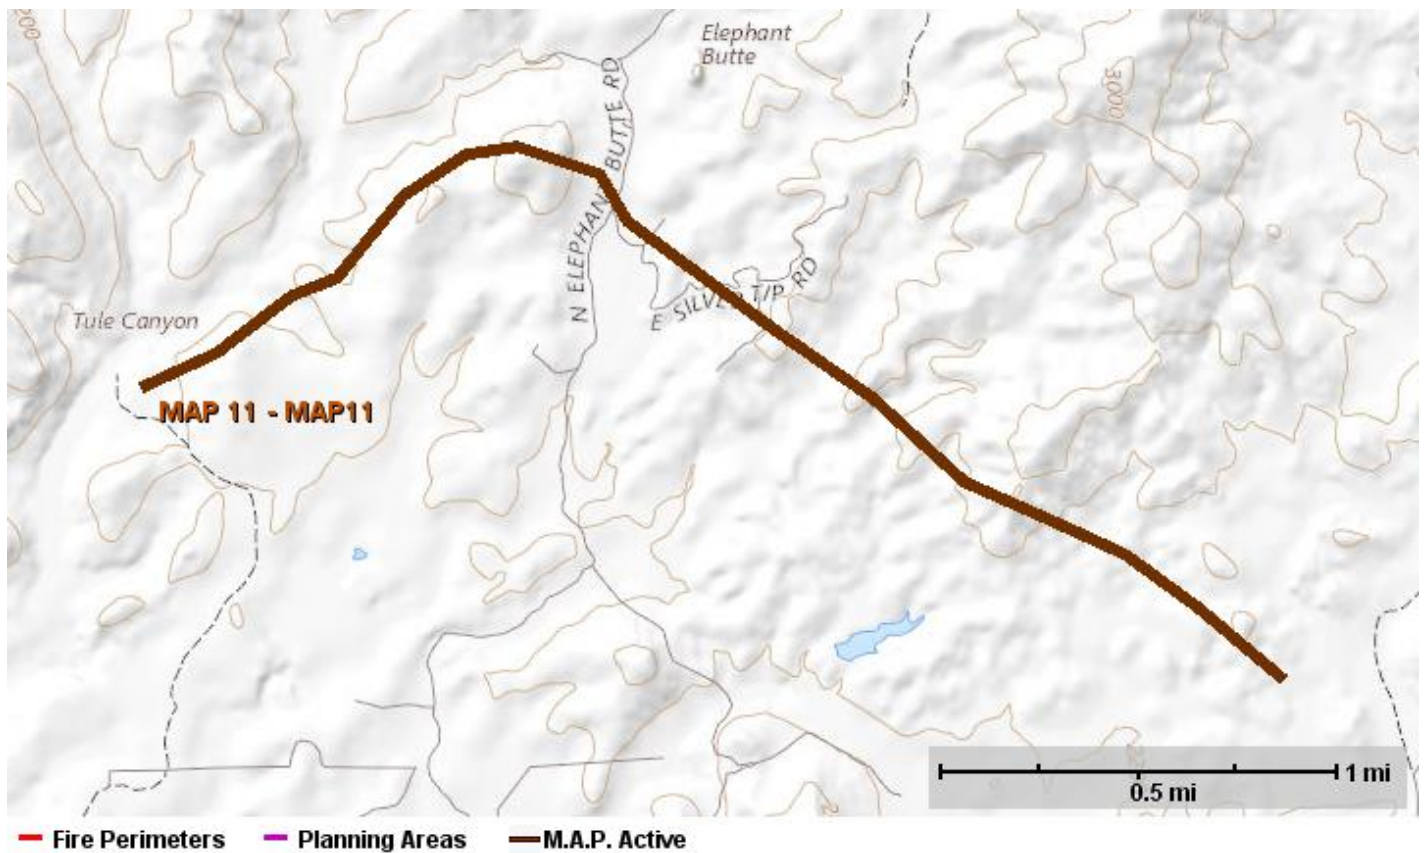 200
Elephant
Butte
3000
N ELEPHANT BUTTE RD
E SILVER TIP RD
Tule Canyon
MAP 11 - MAP11
1 mi
0.5 mi
Fire Perimeters
Planning Areas
M.A.P. Active